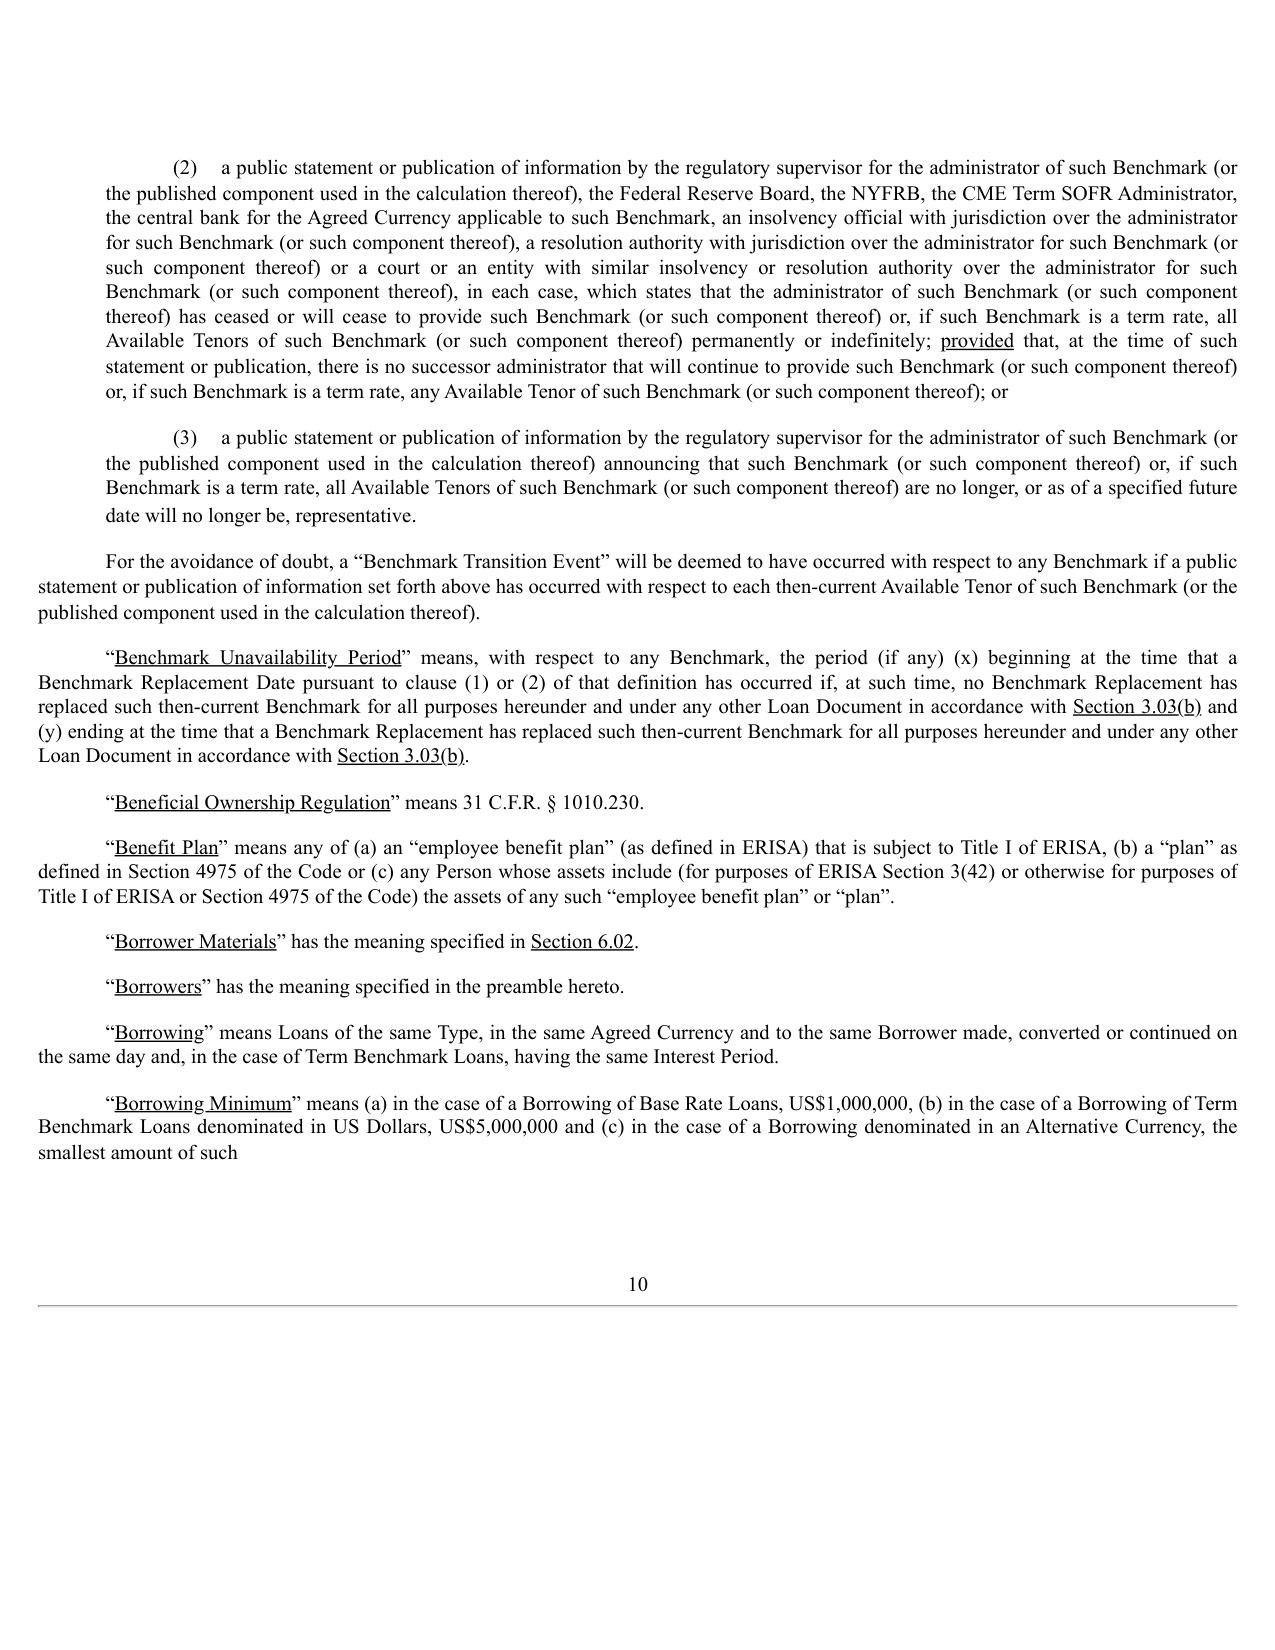 (2) a public statement or publication of information by the regulatory supervisor for the administrator of such Benchmark (or
the published component used in the calculation thereof), the Federal Reserve Board, the NYFRB, the CME Term SOFR Administrator,
the central bank for the Agreed Currency applicable to such Benchmark, an insolvency official with jurisdiction over the administrator
for such Benchmark (or such component thereof), a resolution authority with jurisdiction over the administrator for such Benchmark (or
such component thereof) or a court or an entity with similar insolvency or resolution authority over the administrator for such
Benchmark (or such component thereof), in each case, which states that the administrator of such Benchmark (or such component
thereof) has ceased or will cease to provide such Benchmark (or such component thereof) or, if such Benchmark is a term rate, all
Available Tenors of such Benchmark (or such component thereof) permanently or indefinitely; provided that, at the time of such
statement or publication, there is no successor administrator that will continue to provide such Benchmark (or such component thereof)
or, if such Benchmark is a term rate, any Available Tenor of such Benchmark (or such component thereof); or
(3) a public statement or publication of information by the regulatory supervisor for the administrator of such Benchmark (or
the published component used in the calculation thereof) announcing that such Benchmark (or such component thereof) or, if such
Benchmark is a term rate, all Available Tenors of such Benchmark (or such component thereof) are no longer, or as of a specified future
date will no longer be, representative.
For the avoidance of doubt, a “Benchmark Transition Event” will be deemed to have occurred with respect to any Benchmark if a public
statement or publication of information set forth above has occurred with respect to each then-current Available Tenor of such Benchmark (or the
published component used in the calculation thereof).
“Benchmark Unavailability Period” means, with respect to any Benchmark, the period (if any) (x) beginning at the time that a
Benchmark Replacement Date pursuant to clause (1) or (2) of that definition has occurred if, at such time, no Benchmark Replacement has
replaced such then-current Benchmark for all purposes hereunder and under any other Loan Document in accordance with Section 3.03(b) and
(y) ending at the time that a Benchmark Replacement has replaced such then-current Benchmark for all purposes hereunder and under any other
Loan Document in accordance with Section 3.03(b).
“Beneficial Ownership Regulation” means 31 C.F.R. § 1010.230.
“Benefit Plan” means any of (a) an “employee benefit plan” (as defined in ERISA) that is subject to Title I of ERISA, (b) a “plan” as
defined in Section 4975 of the Code or (c) any Person whose assets include (for purposes of ERISA Section 3(42) or otherwise for purposes of
Title I of ERISA or Section 4975 of the Code) the assets of any such “employee benefit plan” or “plan”.
“Borrower Materials” has the meaning specified in Section 6.02.
“Borrowers” has the meaning specified in the preamble hereto.
“Borrowing” means Loans of the same Type, in the same Agreed Currency and to the same Borrower made, converted or continued on
the same day and, in the case of Term Benchmark Loans, having the same Interest Period.
“Borrowing Minimum” means (a) in the case of a Borrowing of Base Rate Loans, US$1,000,000, (b) in the case of a Borrowing of Term
Benchmark Loans denominated in US Dollars, US$5,000,000 and (c) in the case of a Borrowing denominated in an Alternative Currency, the
smallest amount of such
10